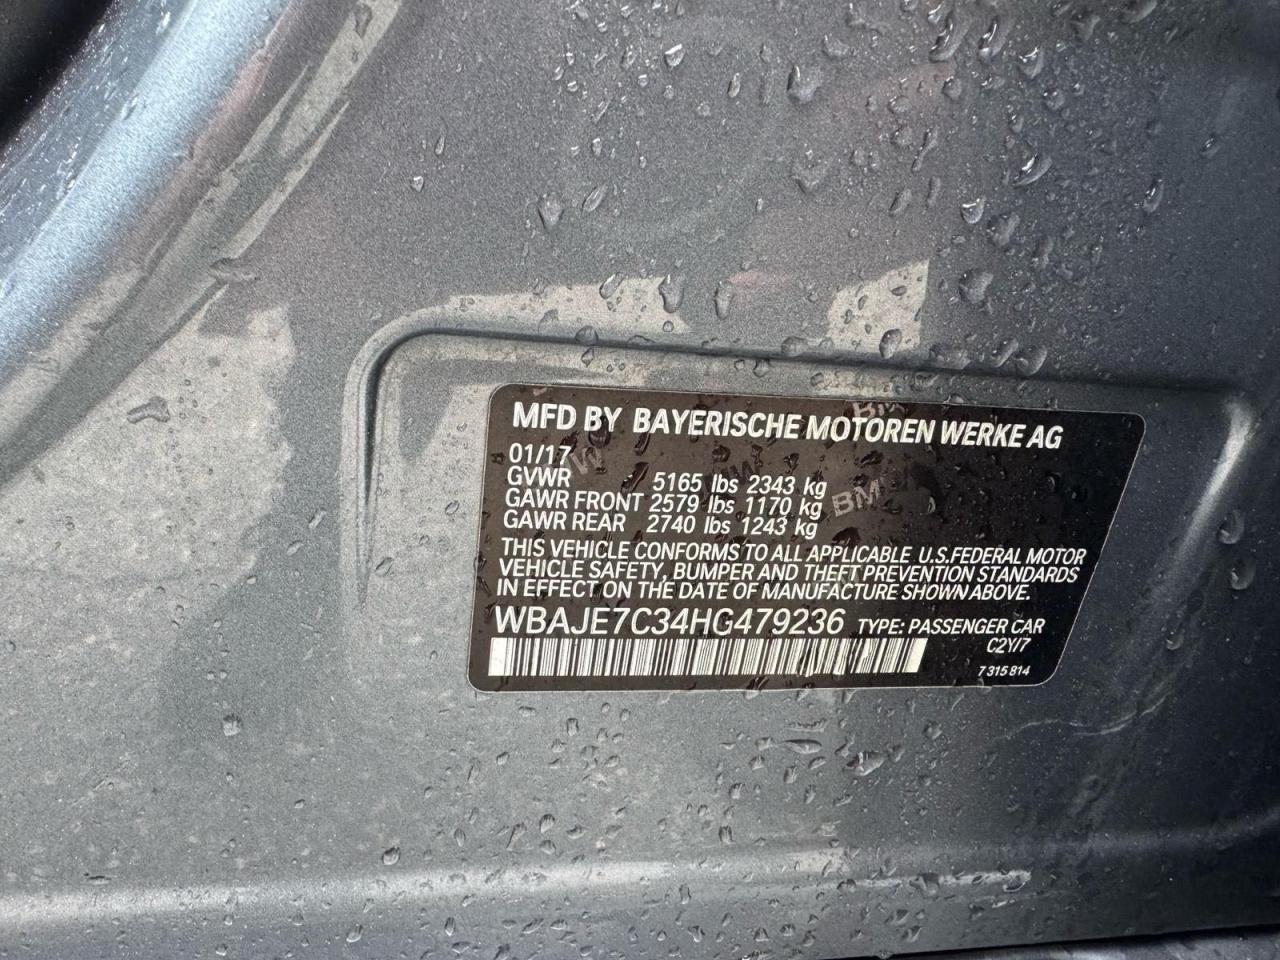 MFD BY BAYERISCHE MOTOREN WERKE AG
01/17
GVWR 5165 lbs 2343 kg
GAWR FRONT 2579 lbs 1170 kg
GAWR REAR 2740 lbs 1243 kg
THIS VEHICLE CONFORMS TO ALL APPLICABLE U.S.FEDERAL MOTOR
VEHICLE SAFETY, BUMPER AND THEFT PREVENTION STANDARDS
IN EFFECT ON THE DATE OF MANUFACTURE SHOWN ABOVE.
WBAJE7C34HG479236 TYPE: PASSENGER CAR
C2Y/7
7 315 814